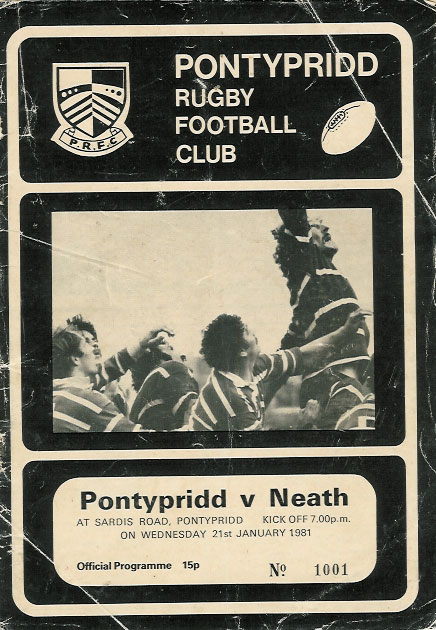 PONTYPRIDD
RUGBY
FOOTBALL
CLUB
P.R.F.C
Pontypridd v Neath
AT SARDIS ROAD, PONTYPRIDD KICK OFF 7.00p.m.
ON WEDNESDAY 21st JANUARY 1981
Official Programme 15p Nº 1001